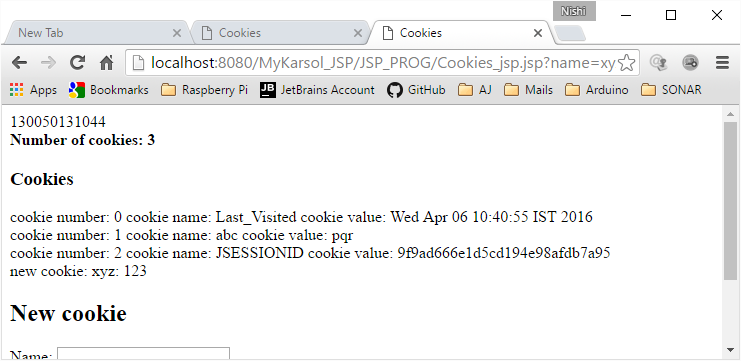 Nishi
New Tab
Cookies
Cookies
localhost:8080/MyKarsol_JSP/JSP_PROG/Cookies_jsp.jsp?name=xy
Apps Bookmarks Raspberry Pi JetBrains Account GitHub AJ Mails Arduino SONAR
130050131044
Number of cookies: 3
Cookies
cookie number: 0 cookie name: Last_Visited cookie value: Wed Apr 06 10:40:55 IST 2016
cookie number: 1 cookie name: abc cookie value: pqr
cookie number: 2 cookie name: JSESSIONID cookie value: 9f9ad666e1d5cd194e98afdb7a95
new cookie: xyz: 123
New cookie
Name: